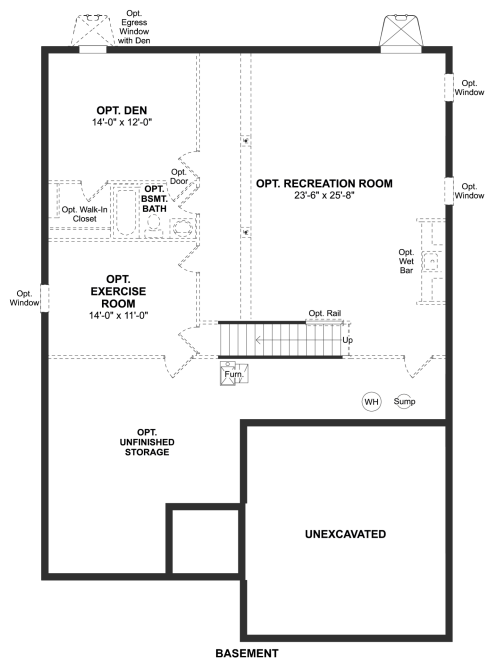 Opt.
Egress
Window
with Den
Opt.
Window
OPT. DEN
14'-0" x 12'-0"
Opt.
Door
OPT.
BSMT.
BATH
OPT. RECREATION ROOM
23'-6" x 25'-8"
Opt.
Window
Opt. Walk-In
Closet
Opt.
Wet
Bar
OPT.
EXERCISE
ROOM
14'-0" x 11'-0"
Opt.
Window
Opt. Rail
Up
Furn.
WH
Sump
OPT.
UNFINISHED
STORAGE
UNEXCAVATED
BASEMENT